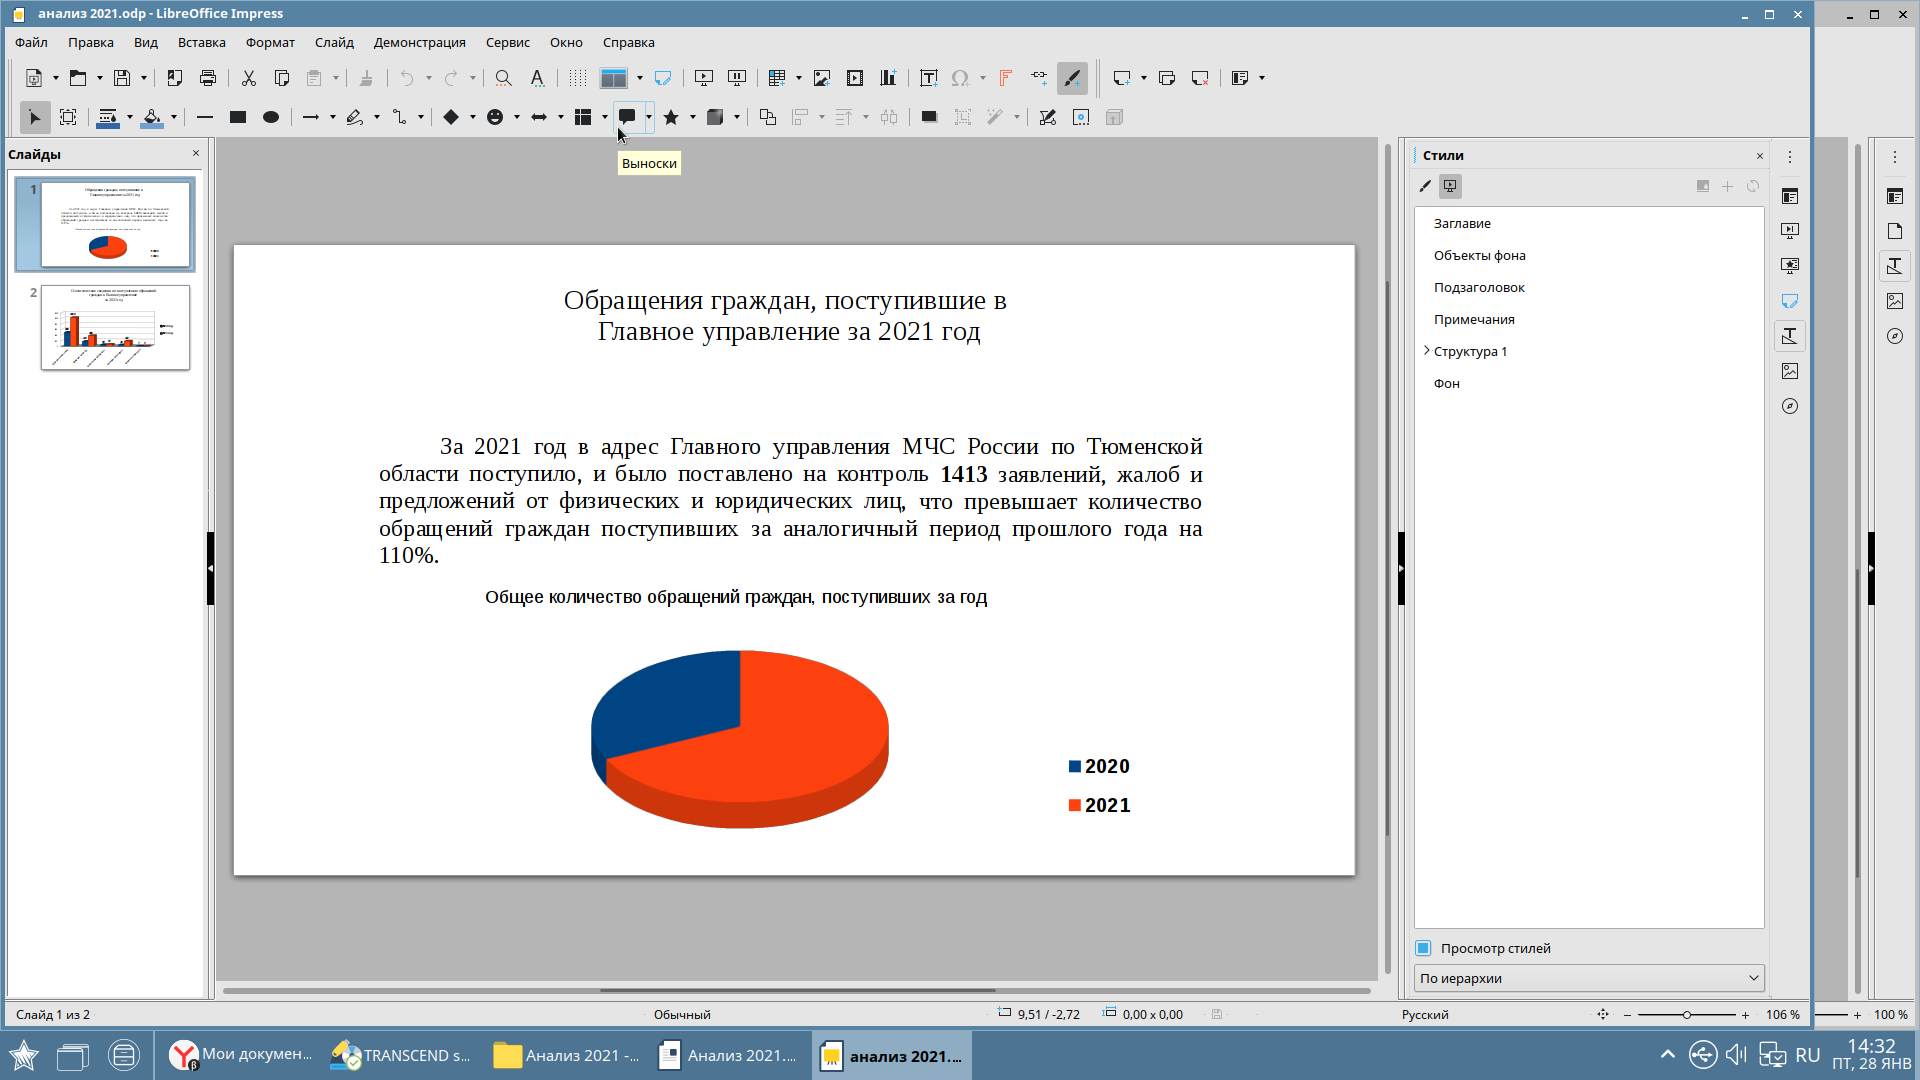 анализ 2021.odp - LibreOffice Impress
Файл Правка Вид Вставка Формат Слайд Демонстрация Сервис Окно Справка
Слайды
Выноски
1
2
Обращения граждан, поступившие в
Главное управление за 2021 год
За 2021 год в адрес Главного управления МЧС России по Тюменской
области поступило, и было поставлено на контроль 1413 заявлений, жалоб и
предложений от физических и юридических лиц, что превышает количество
обращений граждан поступивших за аналогичный период прошлого года на
110%.
Общее количество обращений граждан, поступивших за год
2020
2021
Стили
Заглавие
Объекты фона
Подзаголовок
Примечания
Структура 1
Фон
Просмотр стилей
По иерархии
Слайд 1 из 2 Обычный 9,51 / -2,72 0,00 x 0,00 Русский 106 % 100 %
Мои докумен... TRANSCEND s... Анализ 2021 -... Анализ 2021.... анализ 2021.... RU 14:32
ПТ, 28 ЯНВ